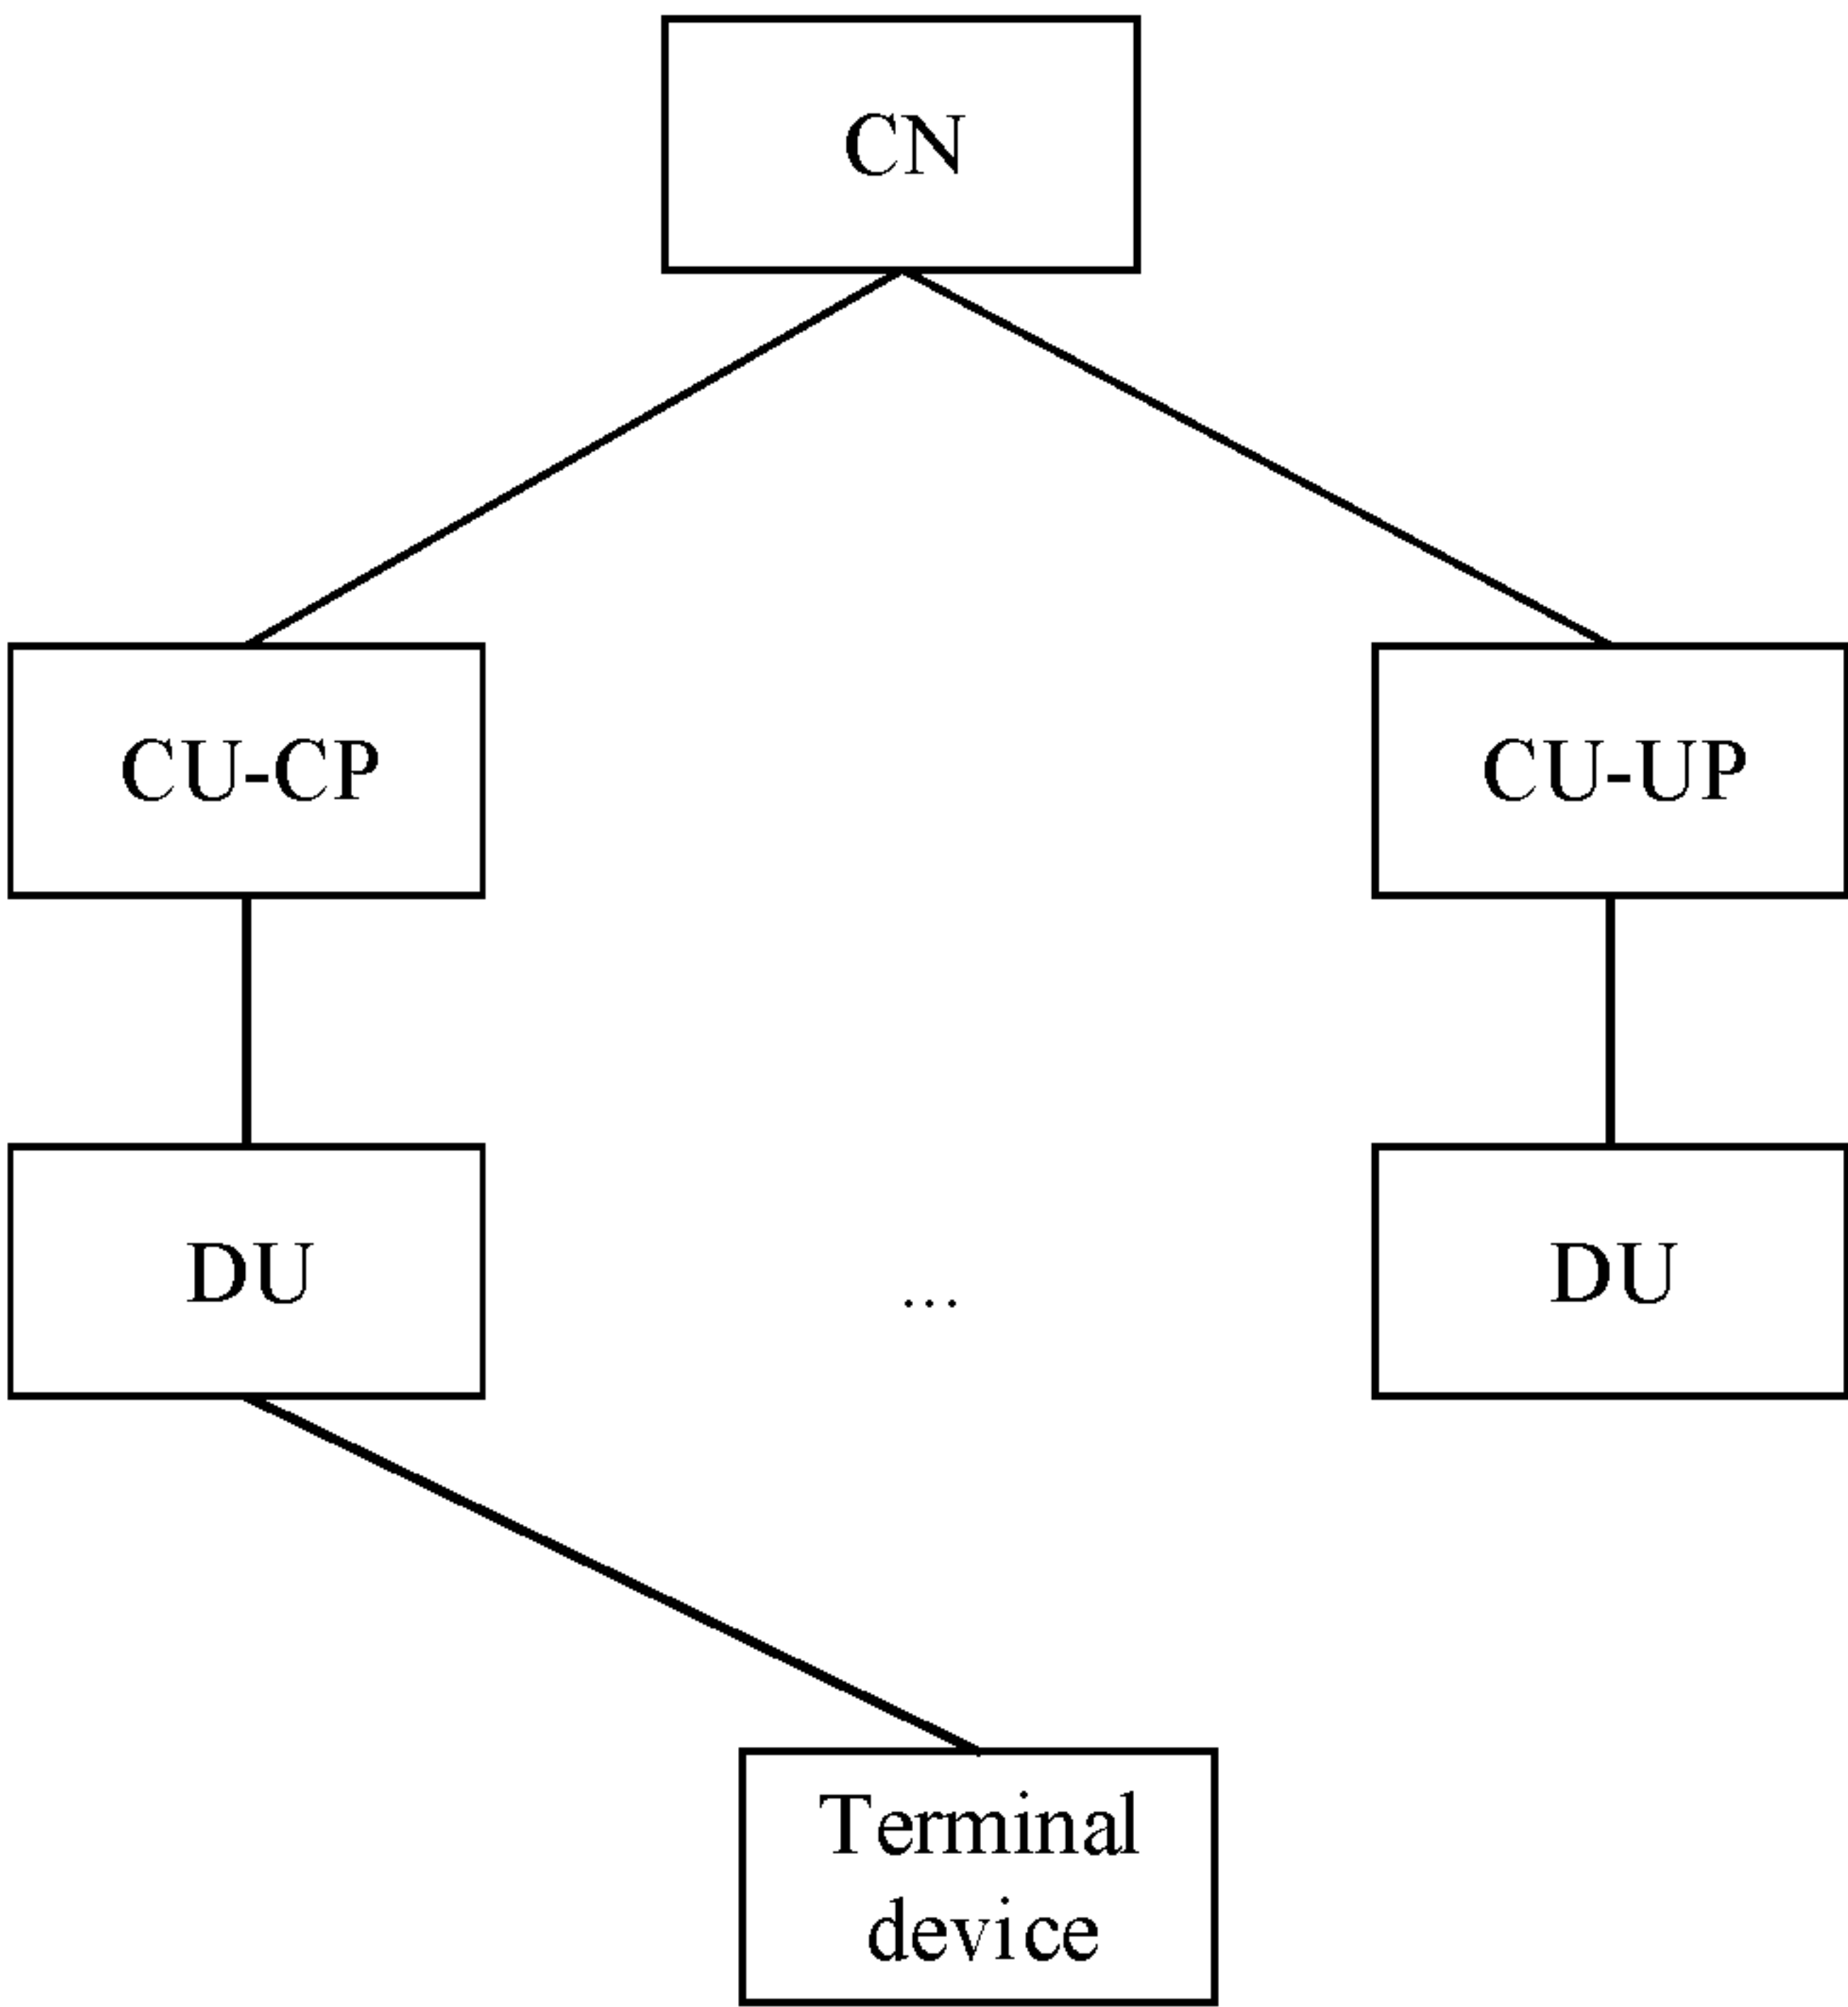 CN
CU-CP
CU-UP
DU
...
DU
Terminal
device